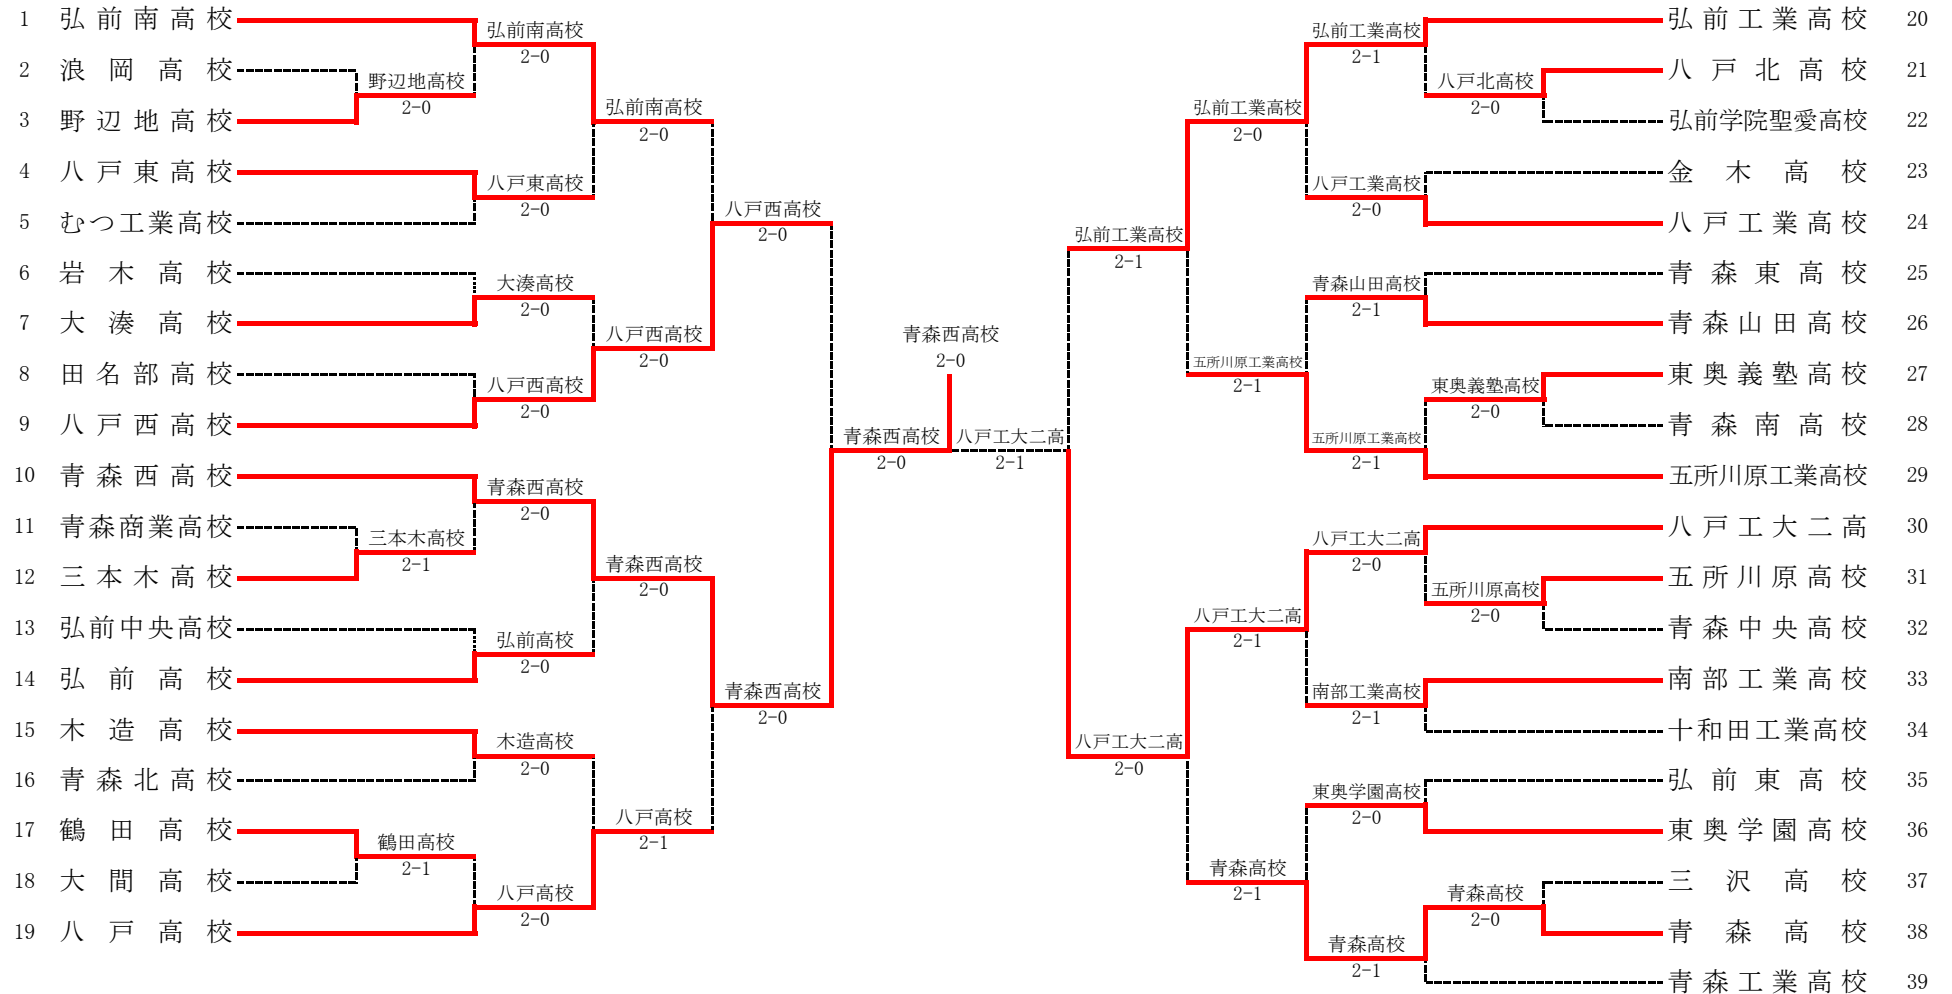 1 弘前南高校
2 浪岡高校
3 野辺地高校
4 八戸東高校
5 むつ工業高校
6 岩木高校
7 大湊高校
8 田名部高校
9 八戸西高校
10 青森西高校
11 青森商業高校
12 三本木高校
13 弘前中央高校
14 弘前高校
15 木造高校
16 青森北高校
17 鶴田高校
18 大間高校
19 八戸高校
野辺地高校
2-0
三本木高校
2-1
鶴田高校
2-1
弘前南高校
2-0
八戸東高校
2-0
大湊高校
2-0
八戸西高校
2-0
青森西高校
2-0
弘前高校
2-0
木造高校
2-0
八戸高校
2-0
弘前南高校
2-0
八戸西高校
2-0
青森西高校
2-0
八戸高校
2-1
八戸西高校
2-0
青森西高校
2-0
青森西高校
2-0
青森西高校
2-0
八戸工大二高
2-1
弘前工業高校
2-1
八戸工大二高
2-0
弘前工業高校
2-0
五所川原工業高校
2-1
八戸工大二高
2-1
青森高校
2-1
弘前工業高校
2-1
八戸工業高校
2-0
青森山田高校
2-1
五所川原工業高校
2-1
八戸工大二高
2-0
南部工業高校
2-1
東奥学園高校
2-0
青森高校
2-1
八戸北高校
2-0
東奥義塾高校
2-0
五所川原高校
2-0
青森高校
2-0
弘前工業高校 20
八戸北高校 21
弘前学院聖愛高校 22
金木高校 23
八戸工業高校 24
青森東高校 25
青森山田高校 26
東奥義塾高校 27
青森南高校 28
五所川原工業高校 29
八戸工大二高 30
五所川原高校 31
青森中央高校 32
南部工業高校 33
十和田工業高校 34
弘前東高校 35
東奥学園高校 36
三沢高校 37
青森高校 38
青森工業高校 39